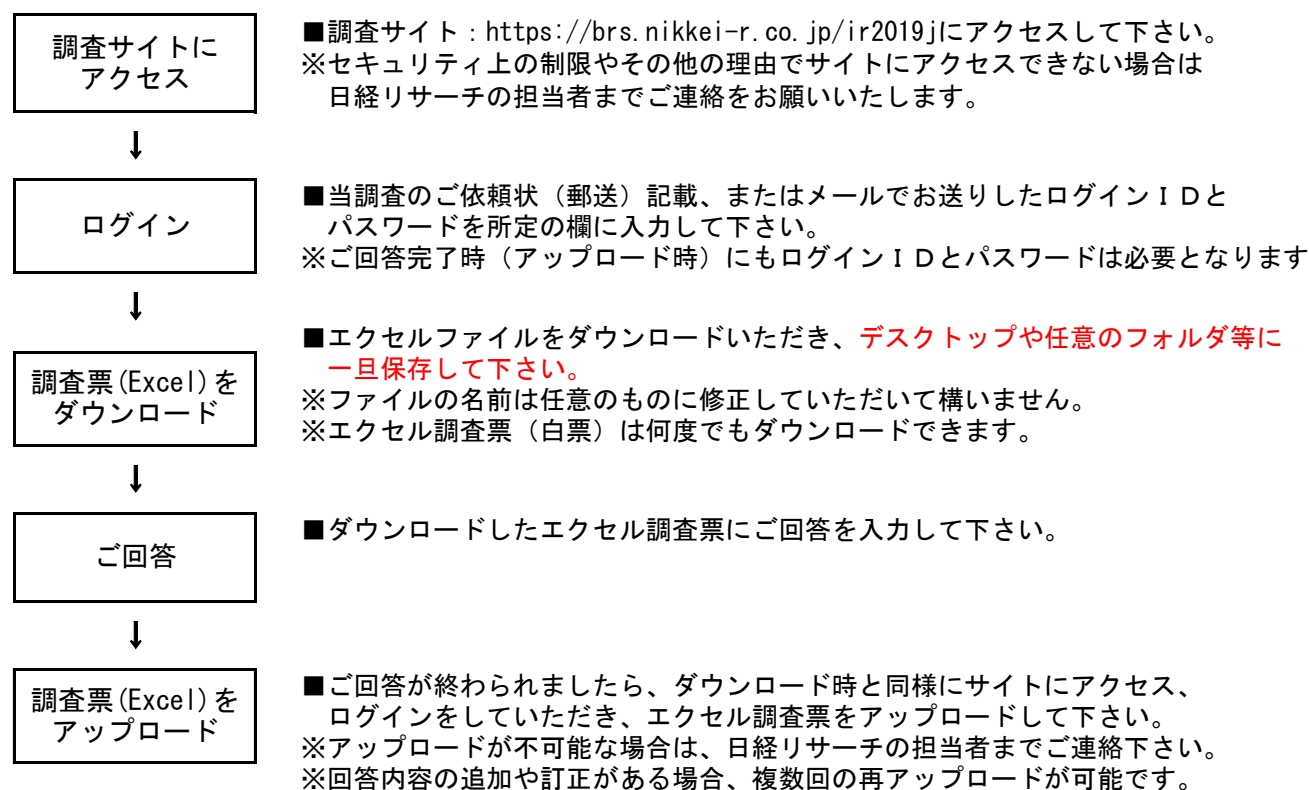 調査サイトに
アクセス
■調査サイト：https://brs.nikkei-r.co.jp/ir2019jにアクセスして下さい。
※セキュリティ上の制限やその他の理由でサイトにアクセスできない場合は
日経リサーチの担当者までご連絡をお願いいたします。
↓
ログイン
■当調査のご依頼状（郵送）記載、またはメールでお送りしたログインＩＤと
パスワードを所定の欄に入力して下さい。
※ご回答完了時（アップロード時）にもログインＩＤとパスワードは必要となります
↓
調査票(Excel)を
ダウンロード
■エクセルファイルをダウンロードいただき、デスクトップや任意のフォルダ等に
一旦保存して下さい。
※ファイルの名前は任意のものに修正していただいて構いません。
※エクセル調査票（白票）は何度でもダウンロードできます。
↓
ご回答
■ダウンロードしたエクセル調査票にご回答を入力して下さい。
↓
調査票(Excel)を
アップロード
■ご回答が終わられましたら、ダウンロード時と同様にサイトにアクセス、
ログインをしていただき、エクセル調査票をアップロードして下さい。
※アップロードが不可能な場合は、日経リサーチの担当者までご連絡下さい。
※回答内容の追加や訂正がある場合、複数回の再アップロードが可能です。